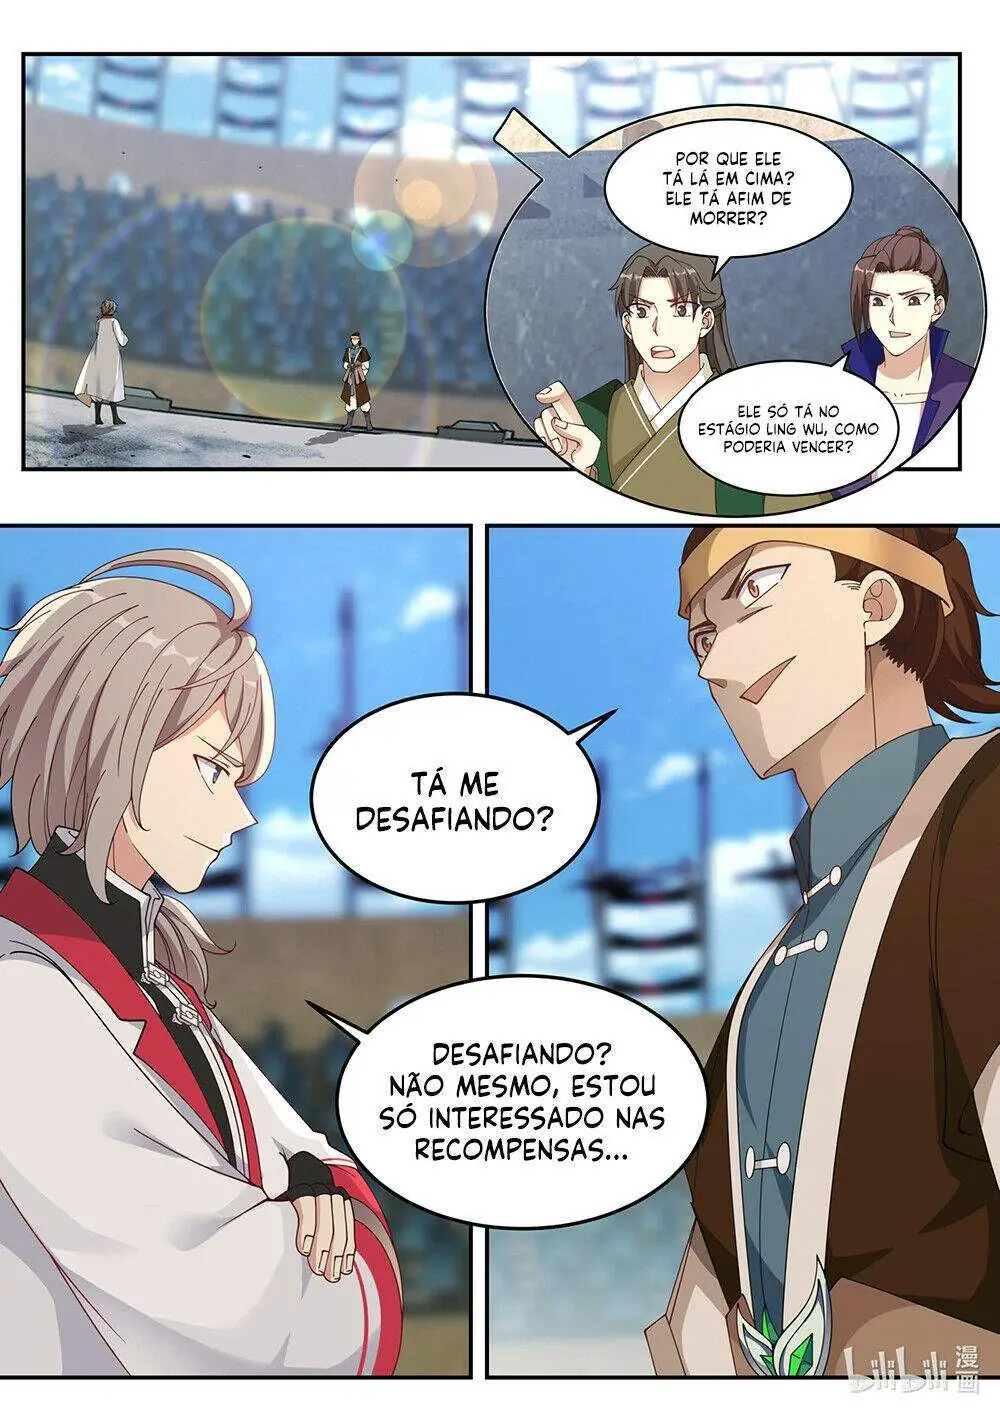 POR QUE ELE
TÁ LÁ EM CIMA?
ELE TÁ AFIM DE
MORRER?
ELE SÓ TÁ NO
ESTÁGIO LING WU, COMO
PODERIA VENCER?
TÁ ME
DESAFIANDO?
DESAFIANDO?
NÃO MESMO, ESTOU
SÓ INTERESSADO NAS
RECOMPENSAS...
bilibili 漫画